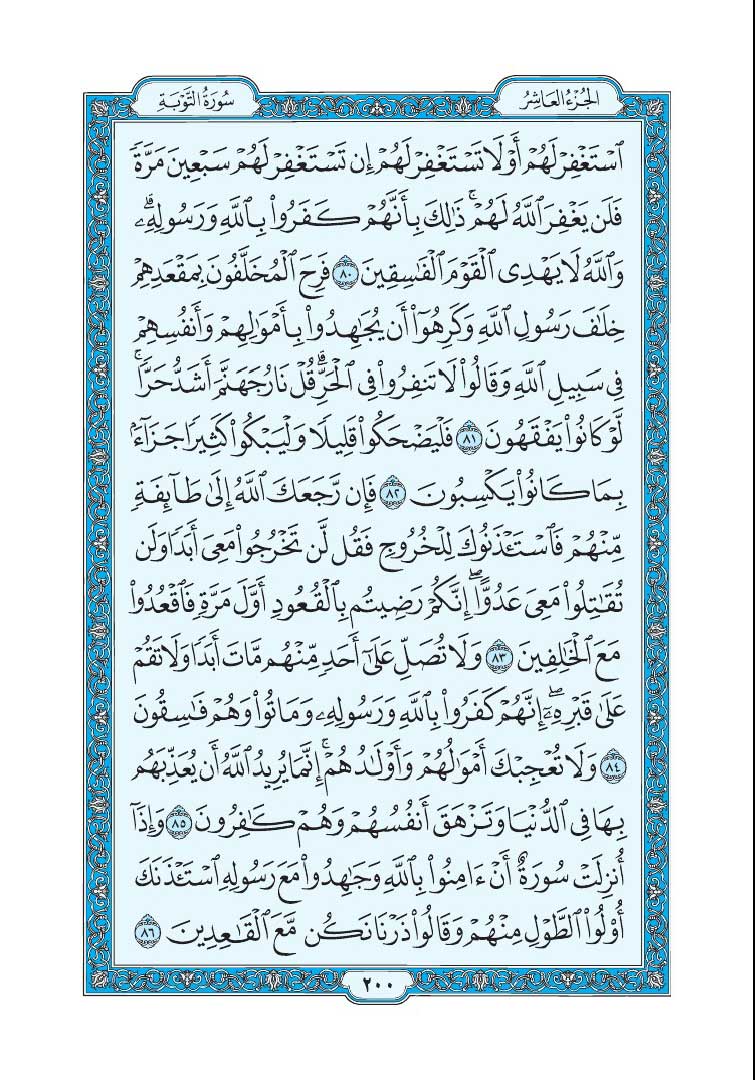 الجُزْءُ العَاشِرُ
سُورَةُ التَّوْبَةِ
ٱسْتَغْفِرْ لَهُمْ أَوْ لَا تَسْتَغْفِرْ لَهُمْ إِن تَسْتَغْفِرْ لَهُمْ سَبْعِينَ مَرَّةً
فَلَن يَغْفِرَ ٱللَّهُ لَهُمْ ۚ ذَٰلِكَ بِأَنَّهُمْ كَفَرُوا۟ بِٱللَّهِ وَرَسُولِهِۦ ۗ
وَٱللَّهُ لَا يَهْدِى ٱلْقَوْمَ ٱلْفَـٰسِقِينَ ٨٠ فَرِحَ ٱلْمُخَلَّفُونَ بِمَقْعَدِهِمْ
خِلَـٰفَ رَسُولِ ٱللَّهِ وَكَرِهُوٓا۟ أَن يُجَـٰهِدُوا۟ بِأَمْوَٰلِهِمْ وَأَنفُسِهِمْ
فِى سَبِيلِ ٱللَّهِ وَقَالُوا۟ لَا تَنفِرُوا۟ فِى ٱلْحَرِّ ۗ قُلْ نَارُ جَهَنَّمَ أَشَدُّ حَرًّا ۚ
لَّوْ كَانُوا۟ يَفْقَهُونَ ٨١ فَلْيَضْحَكُوا۟ قَلِيلًا وَلْيَبْكُوا۟ كَثِيرًا جَزَآءًۢ
بِمَا كَانُوا۟ يَكْسِبُونَ ٨٢ فَإِن رَّجَعَكَ ٱللَّهُ إِلَىٰ طَآئِفَةٍ
مِّنْهُمْ فَٱسْتَـْٔذَنُوكَ لِلْخُرُوجِ فَقُل لَّن تَخْرُجُوا۟ مَعِىَ أَبَدًا وَلَن
تُقَـٰتِلُوا۟ مَعِىَ عَدُوًّا ۖ إِنَّكُمْ رَضِيتُم بِٱلْقُعُودِ أَوَّلَ مَرَّةٍ فَٱقْعُدُوا۟
مَعَ ٱلْخَـٰلِفِينَ ٨٣ وَلَا تُصَلِّ عَلَىٰٓ أَحَدٍ مِّنْهُم مَّاتَ أَبَدًا وَلَا تَقُمْ
عَلَىٰ قَبْرِهِۦٓ ۖ إِنَّهُمْ كَفَرُوا۟ بِٱللَّهِ وَرَسُولِهِۦ وَمَاتُوا۟ وَهُمْ فَـٰسِقُونَ
٨٤ وَلَا تُعْجِبْكَ أَمْوَٰلُهُمْ وَأَوْلَـٰدُهُمْ ۚ إِنَّمَا يُرِيدُ ٱللَّهُ أَن يُعَذِّبَهُم
بِهَا فِى ٱلدُّنْيَا وَتَزْهَقَ أَنفُسُهُمْ وَهُمْ كَـٰفِرُونَ ٨٥ وَإِذَآ
أُنزِلَتْ سُورَةٌ أَنْ ءَامِنُوا۟ بِٱللَّهِ وَجَـٰهِدُوا۟ مَعَ رَسُولِهِ ٱسْتَـْٔذَنَكَ
أُو۟لُوا۟ ٱلطَّوْلِ مِنْهُمْ وَقَالُوا۟ ذَرْنَا نَكُن مَّعَ ٱلْقَـٰعِدِينَ ٨٦
٢٠٠